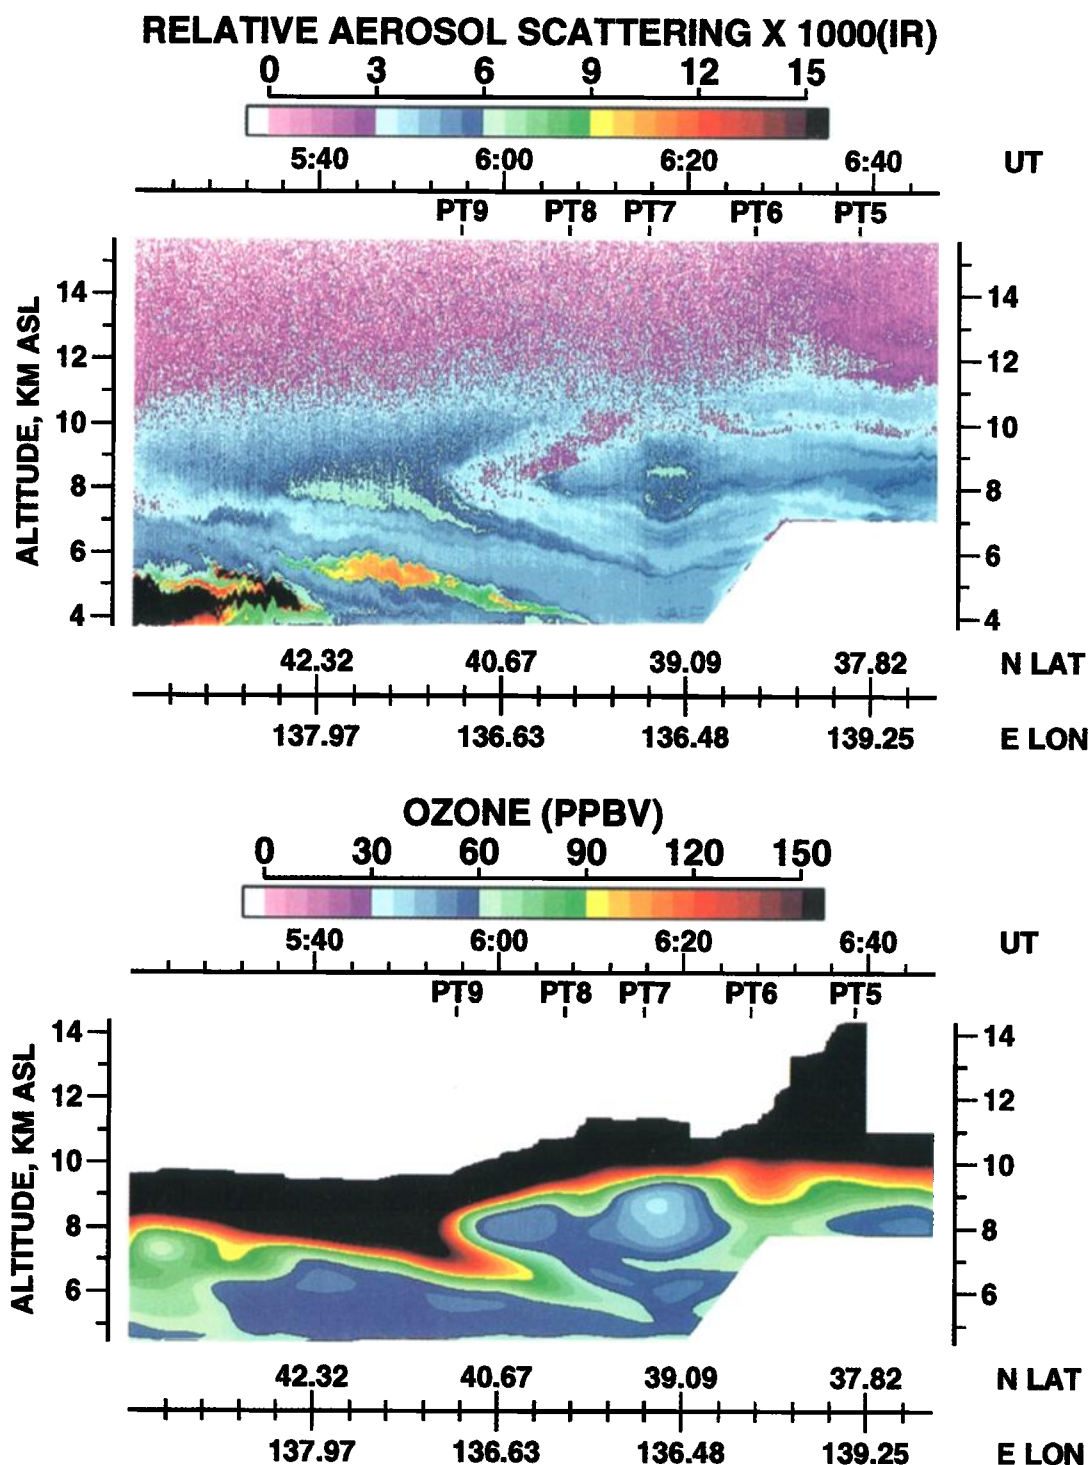 RELATIVE AEROSOL SCATTERING X 1000(IR)
0 3 6 9 12 15
5:40 6:00 6:20 6:40 UT
PT9 PT8 PT7 PT6 PT5
ALTITUDE, KM ASL
14 14
12 12
10 10
8 8
6 6
4 4
42.32 40.67 39.09 37.82 N LAT
137.97 136.63 136.48 139.25 E LON
OZONE (PPBV)
0 30 60 90 120 150
5:40 6:00 6:20 6:40 UT
PT9 PT8 PT7 PT6 PT5
ALTITUDE, KM ASL
14 14
12 12
10 10
8 8
6 6
42.32 40.67 39.09 37.82 N LAT
137.97 136.63 136.48 139.25 E LON